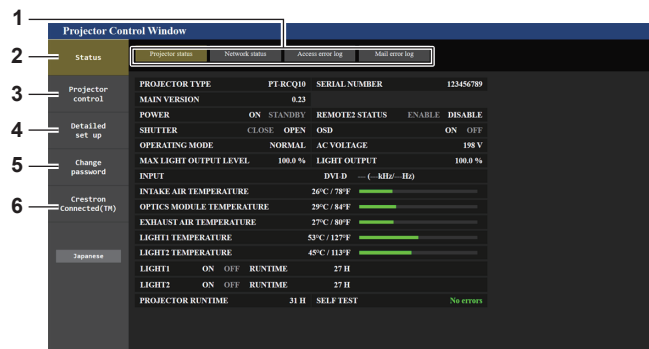 1
Projector Control Window
2
Status
Projector status Network status Access error log Mail error log
3
Projector
control
4
Detailed
set up
5
Change
password
6
Crestron
Connected(TM)
Japanese
PROJECTOR TYPE PT-RCQ10 SERIAL NUMBER 123456789
MAIN VERSION 0.23
POWER ON STANDBY REMOTE2 STATUS ENABLE DISABLE
SHUTTER CLOSE OPEN OSD ON OFF
OPERATING MODE NORMAL AC VOLTAGE 198 V
MAX LIGHT OUTPUT LEVEL 100.0 % LIGHT OUTPUT 100.0 %
INPUT DVI-D --- (---kHz/---Hz)
INTAKE AIR TEMPERATURE 26°C / 78°F
OPTICS MODULE TEMPERATURE 29°C / 84°F
EXHAUST AIR TEMPERATURE 27°C / 80°F
LIGHT1 TEMPERATURE 53°C / 127°F
LIGHT2 TEMPERATURE 45°C / 113°F
LIGHT1 ON OFF RUNTIME 27 H
LIGHT2 ON OFF RUNTIME 27 H
PROJECTOR RUNTIME 31 H SELF TEST No errors